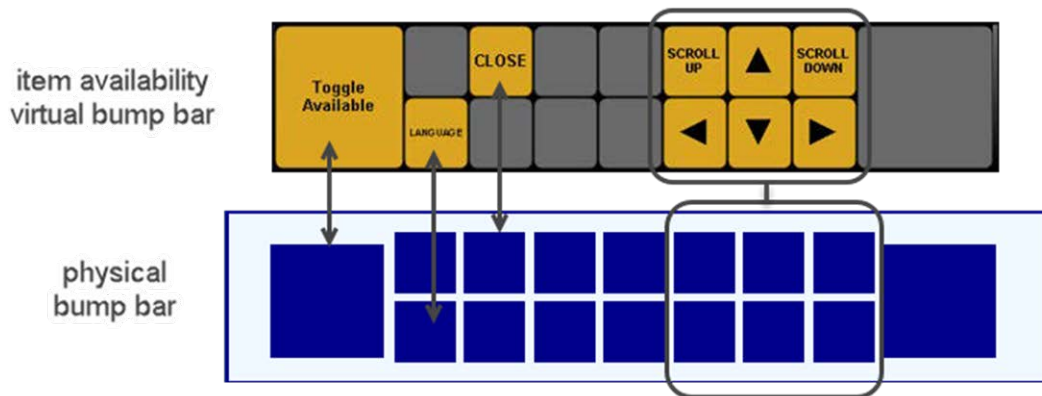 item availability
virtual bump bar
Toggle
Available
CLOSE
LANGUAGE
SCROLL
UP
SCROLL
DOWN
physical
bump bar